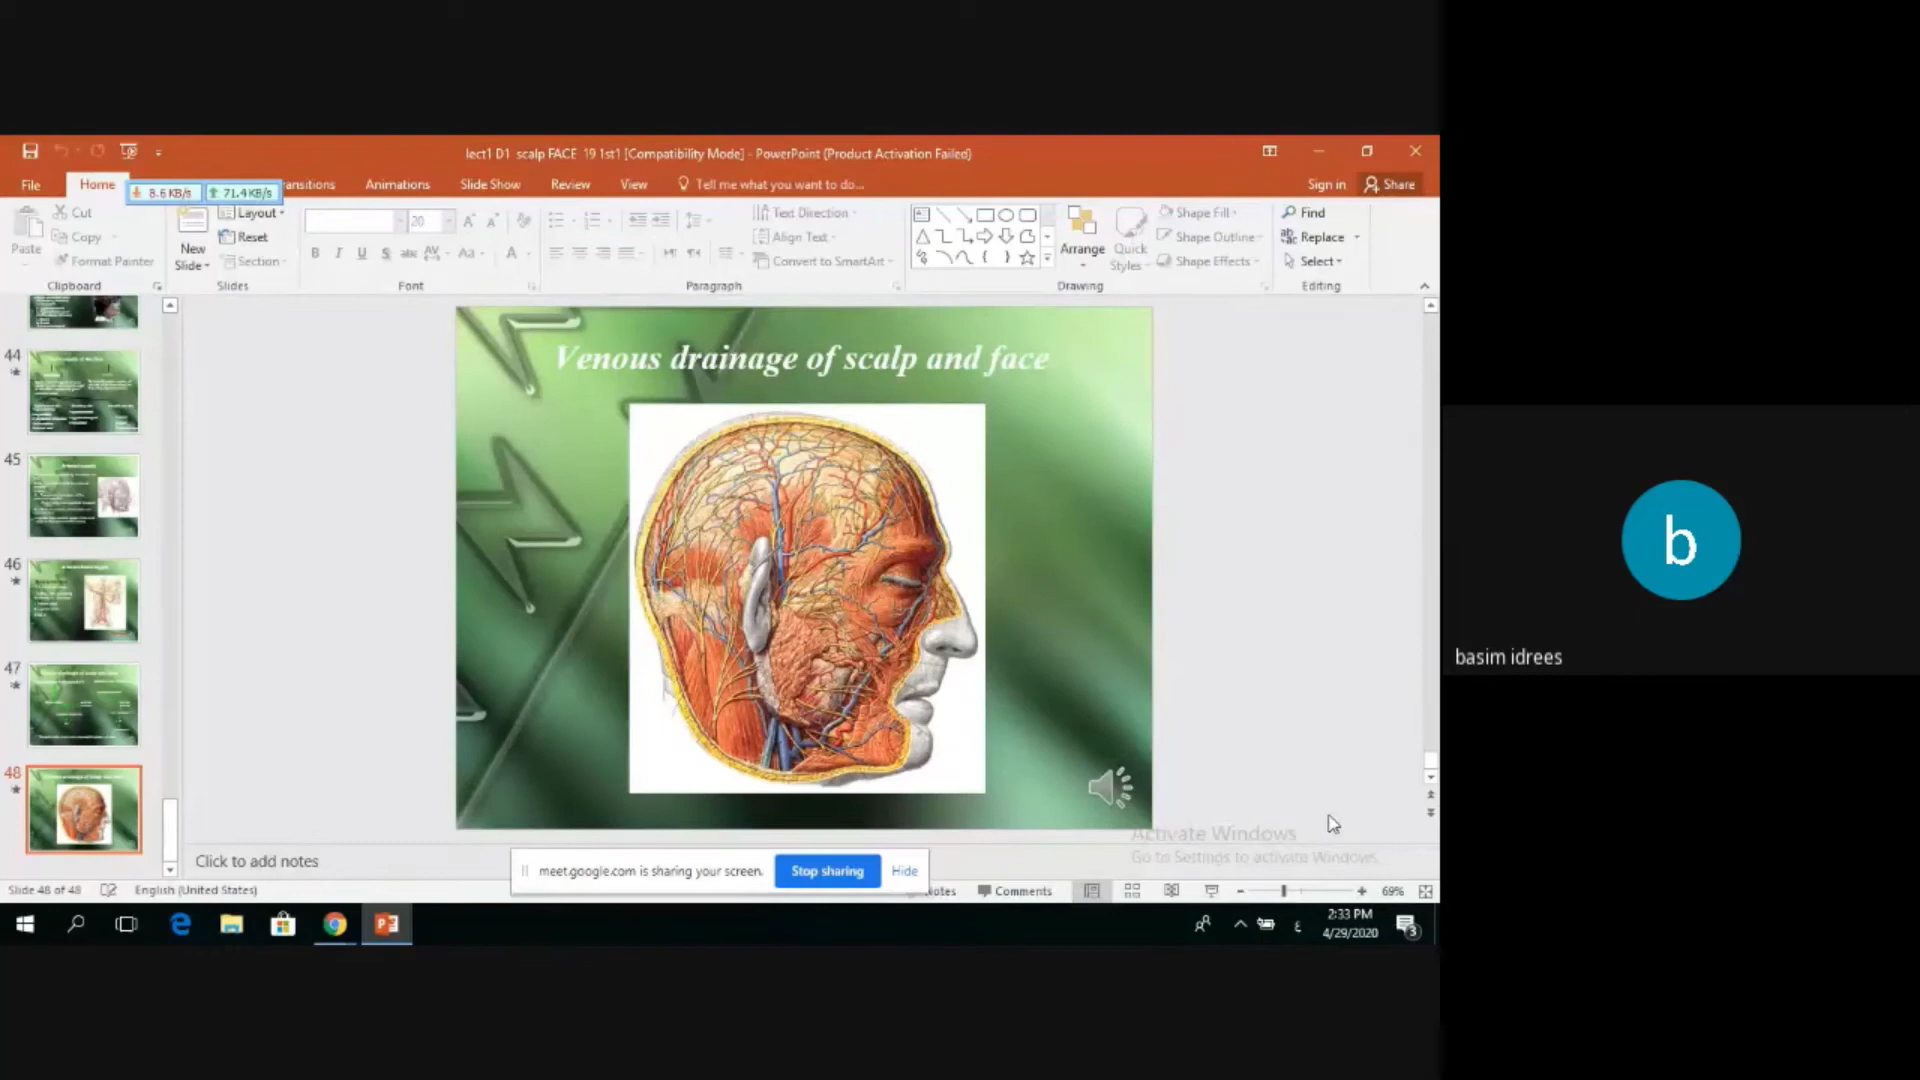 lect1 D1 scalp FACE 19 1st1 [Compatibility Mode] - PowerPoint (Product Activation Failed)
File
Home
8.6 KB/s
71.4 KB/s
ansitions
Animations
Slide Show
Review
View
Tell me what you want to do...
Sign in
Share
Paste
Cut
Copy
Format Painter
Clipboard
New Slide
Layout
Reset
Section
Slides
20
B I U S abc AV Aa A
Font
Text Direction
Align Text
Convert to SmartArt
Paragraph
Arrange
Quick Styles
Shape Fill
Shape Outline
Shape Effects
Drawing
Find
Replace
Select
Editing
44
45
46
47
48
Venous drainage of scalp and face
b
basim idrees
Activate Windows
Go to Settings to activate Windows.
Click to add notes
meet.google.com is sharing your screen.
Stop sharing
Hide
Slide 48 of 48
English (United States)
otes
Comments
69%
ع
2:33 PM
4/29/2020
3